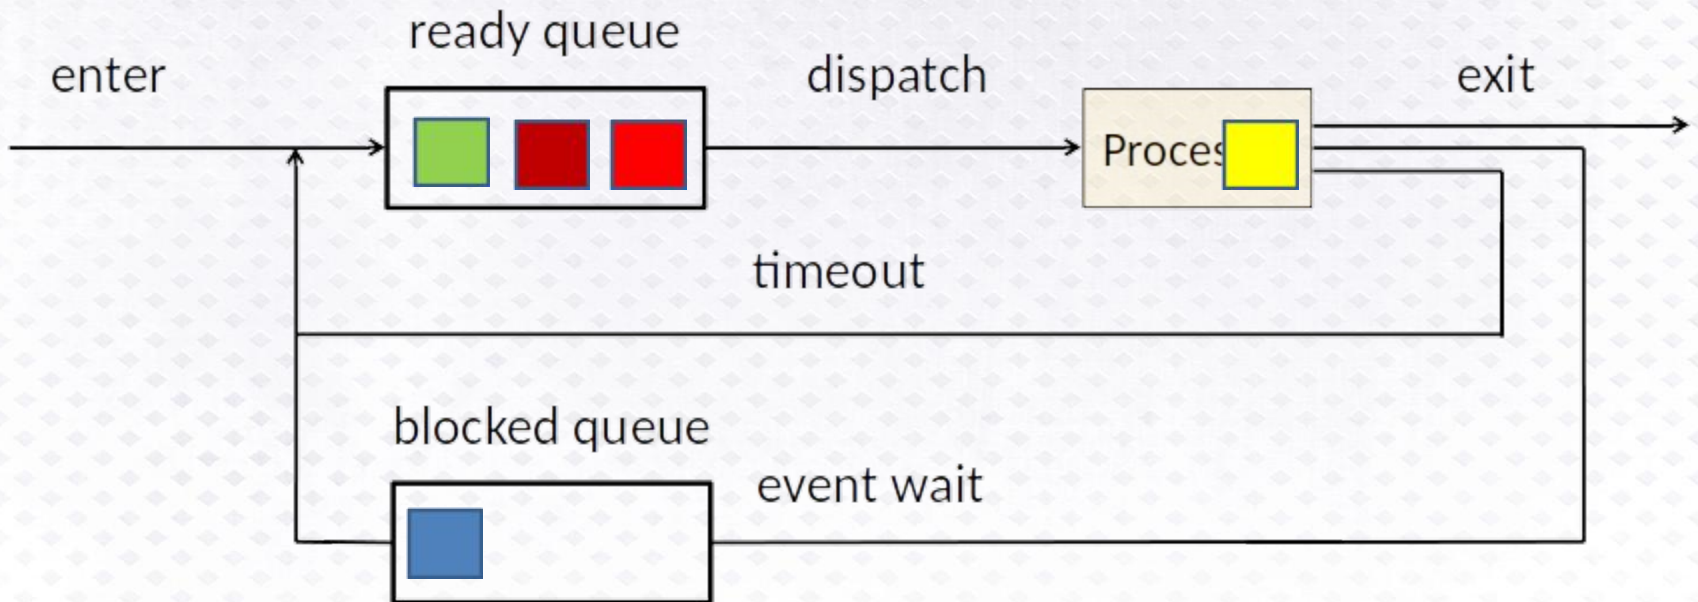 ready queue
enter
dispatch
exit
Proces
timeout
blocked queue
event wait